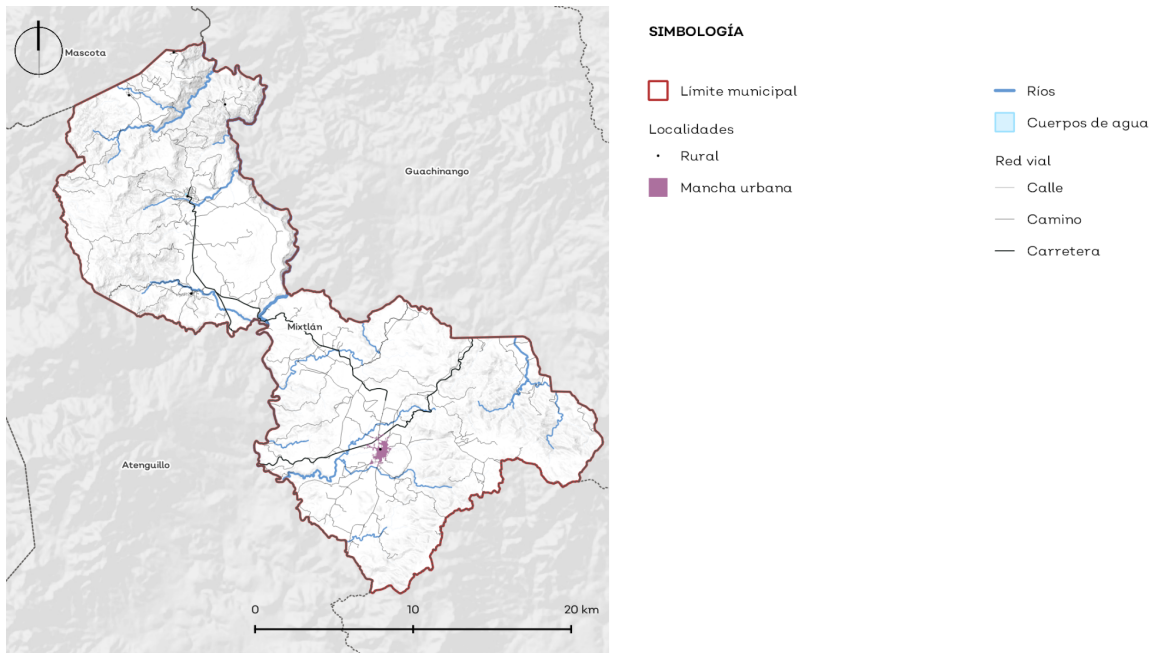 Mascota
Guachinango
Mixtlán
Atenguillo
0 10 20 km
SIMBOLOGÍA
Límite municipal
Localidades
Rural
Mancha urbana
Ríos
Cuerpos de agua
Red vial
Calle
Camino
Carretera